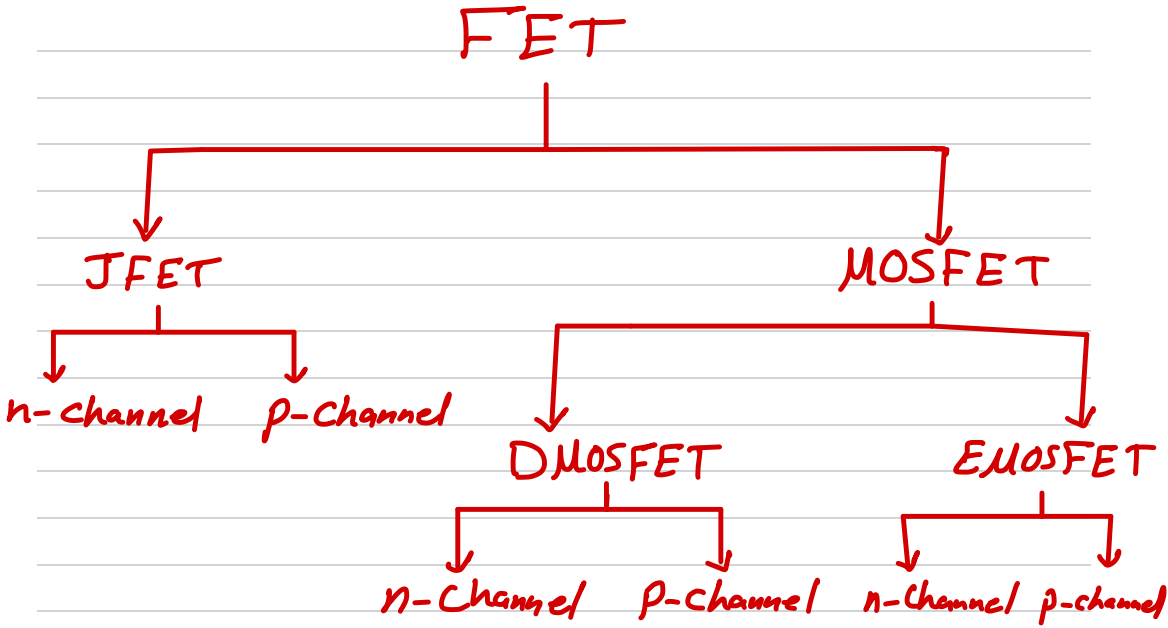 FET
JFET
MOSFET
n-channel
p-channel
DMOSFET
EMOSFET
n-Channel
p-channel
n-channel
p-channel